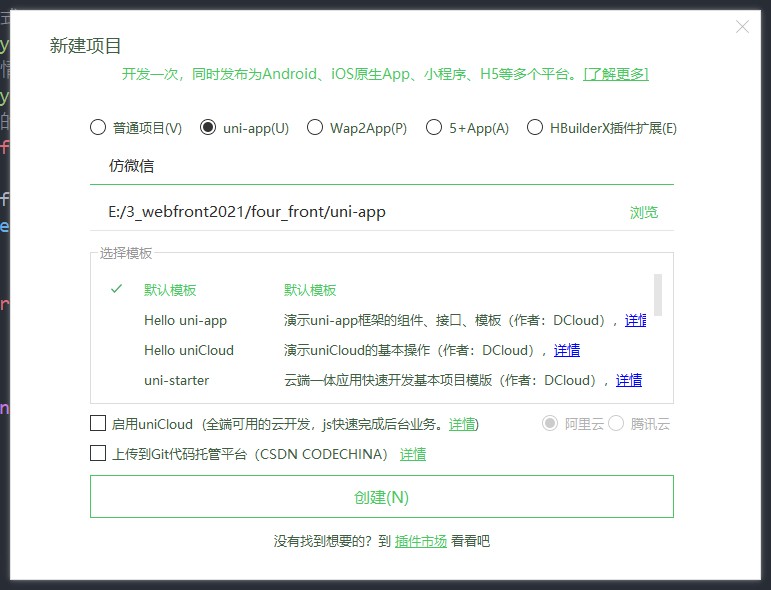 新建项目
开发一次，同时发布为Android、iOS原生App、小程序、H5等多个平台。[了解更多]
普通项目(V) uni-app(U) Wap2App(P) 5+App(A) HBuilderX插件扩展(E)
仿微信
E:/3_webfront2021/four_front/uni-app 浏览
选择模板
默认模板 默认模板
Hello uni-app 演示uni-app框架的组件、接口、模板（作者：DCloud），详情
Hello uniCloud 演示uniCloud的基本操作（作者：DCloud），详情
uni-starter 云端一体应用快速开发基本项目模版（作者：DCloud），详情
启用uniCloud（全端可用的云开发，js快速完成后台业务。详情) 阿里云 腾讯云
上传到Git代码托管平台（CSDN CODECHINA） 详情
创建(N)
没有找到想要的？到 插件市场 看看吧